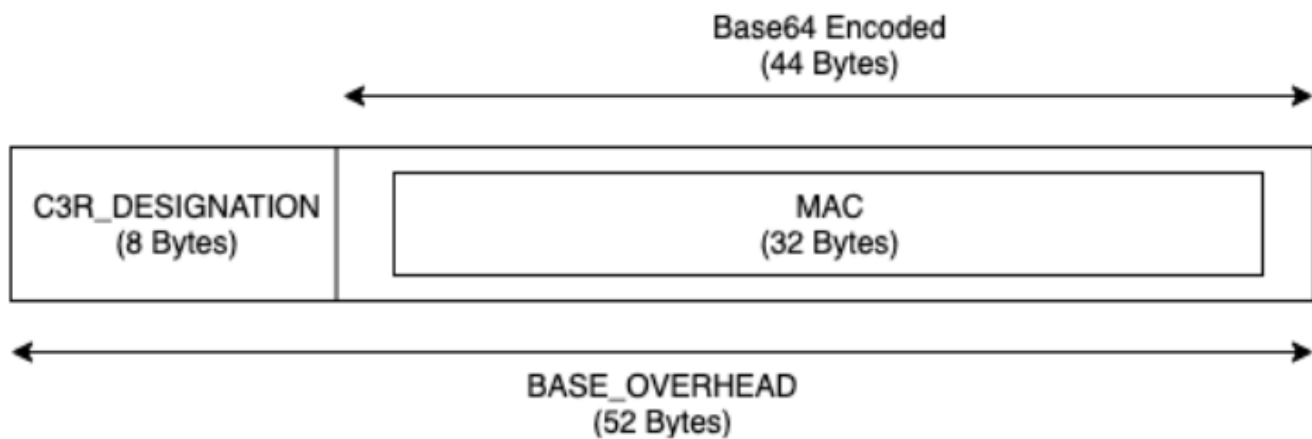 Base64 Encoded
(44 Bytes)
C3R_DESIGNATION
(8 Bytes)
MAC
(32 Bytes)
BASE_OVERHEAD
(52 Bytes)